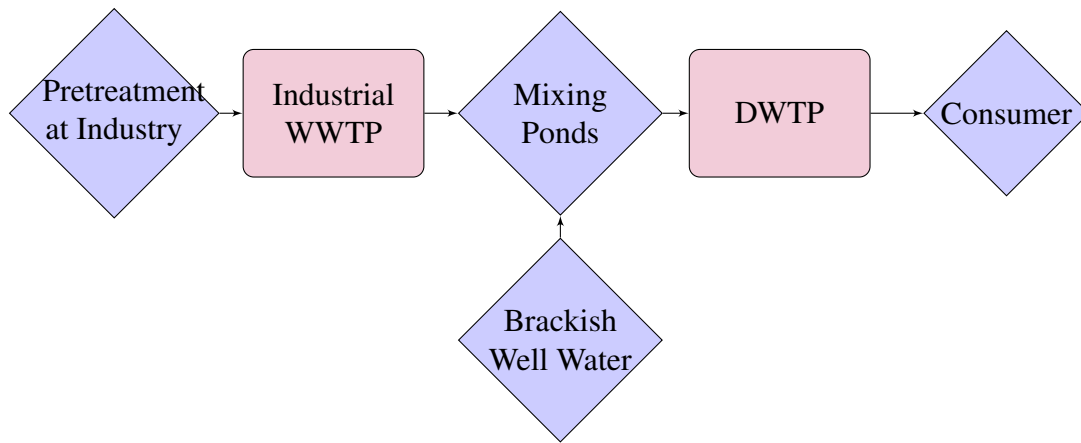 Pretreatment
at Industry
Industrial
WWTP
Mixing
Ponds
DWTP
Consumer
Brackish
Well Water